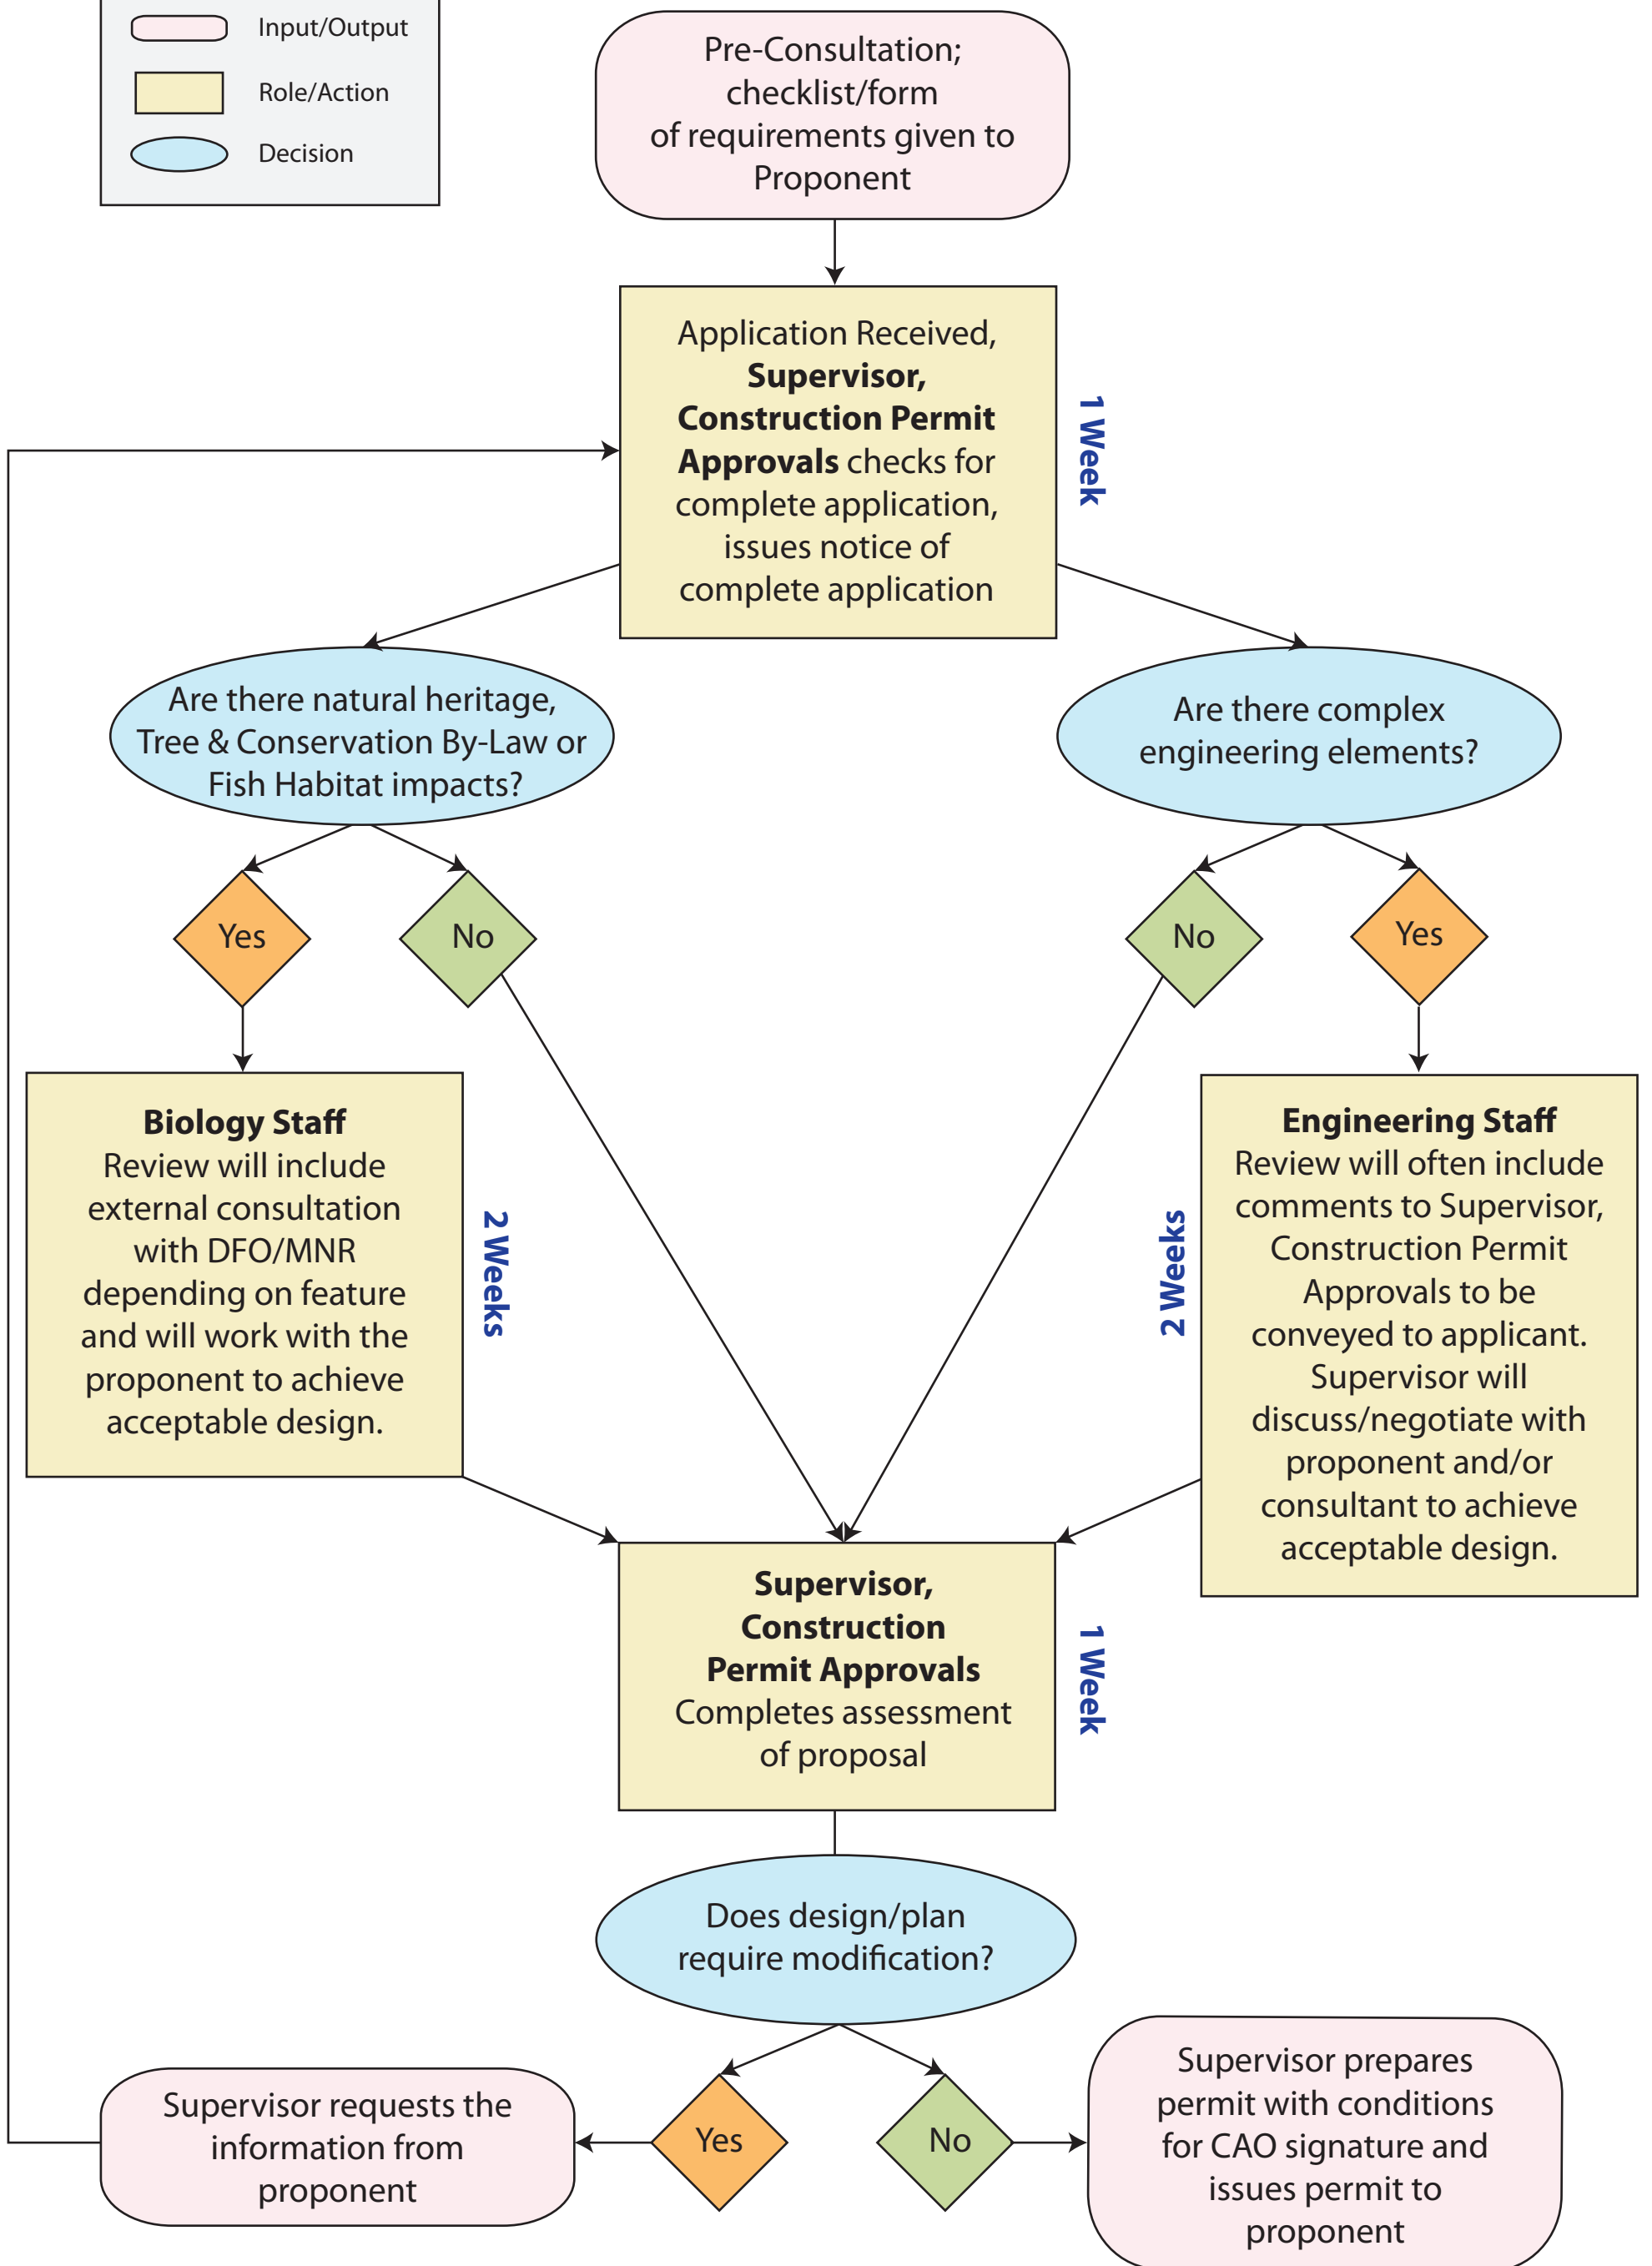 Input/Output
Role/Action
Decision
Pre-Consultation;
checklist/form
of requirements given to
Proponent
Application Received,
Supervisor,
Construction Permit
Approvals checks for
complete application,
issues notice of
complete application
1 Week
Are there natural heritage,
Tree & Conservation By-Law or
Fish Habitat impacts?
Are there complex
engineering elements?
Yes
No
No
Yes
Biology Staff
Review will include
external consultation
with DFO/MNR
depending on feature
and will work with the
proponent to achieve
acceptable design.
2 Weeks
2 Weeks
Engineering Staff
Review will often include
comments to Supervisor,
Construction Permit
Approvals to be
conveyed to applicant.
Supervisor will
discuss/negotiate with
proponent and/or
consultant to achieve
acceptable design.
Supervisor,
Construction
Permit Approvals
Completes assessment
of proposal
1 Week
Does design/plan
require modification?
Yes
No
Supervisor requests the
information from
proponent
Supervisor prepares
permit with conditions
for CAO signature and
issues permit to
proponent